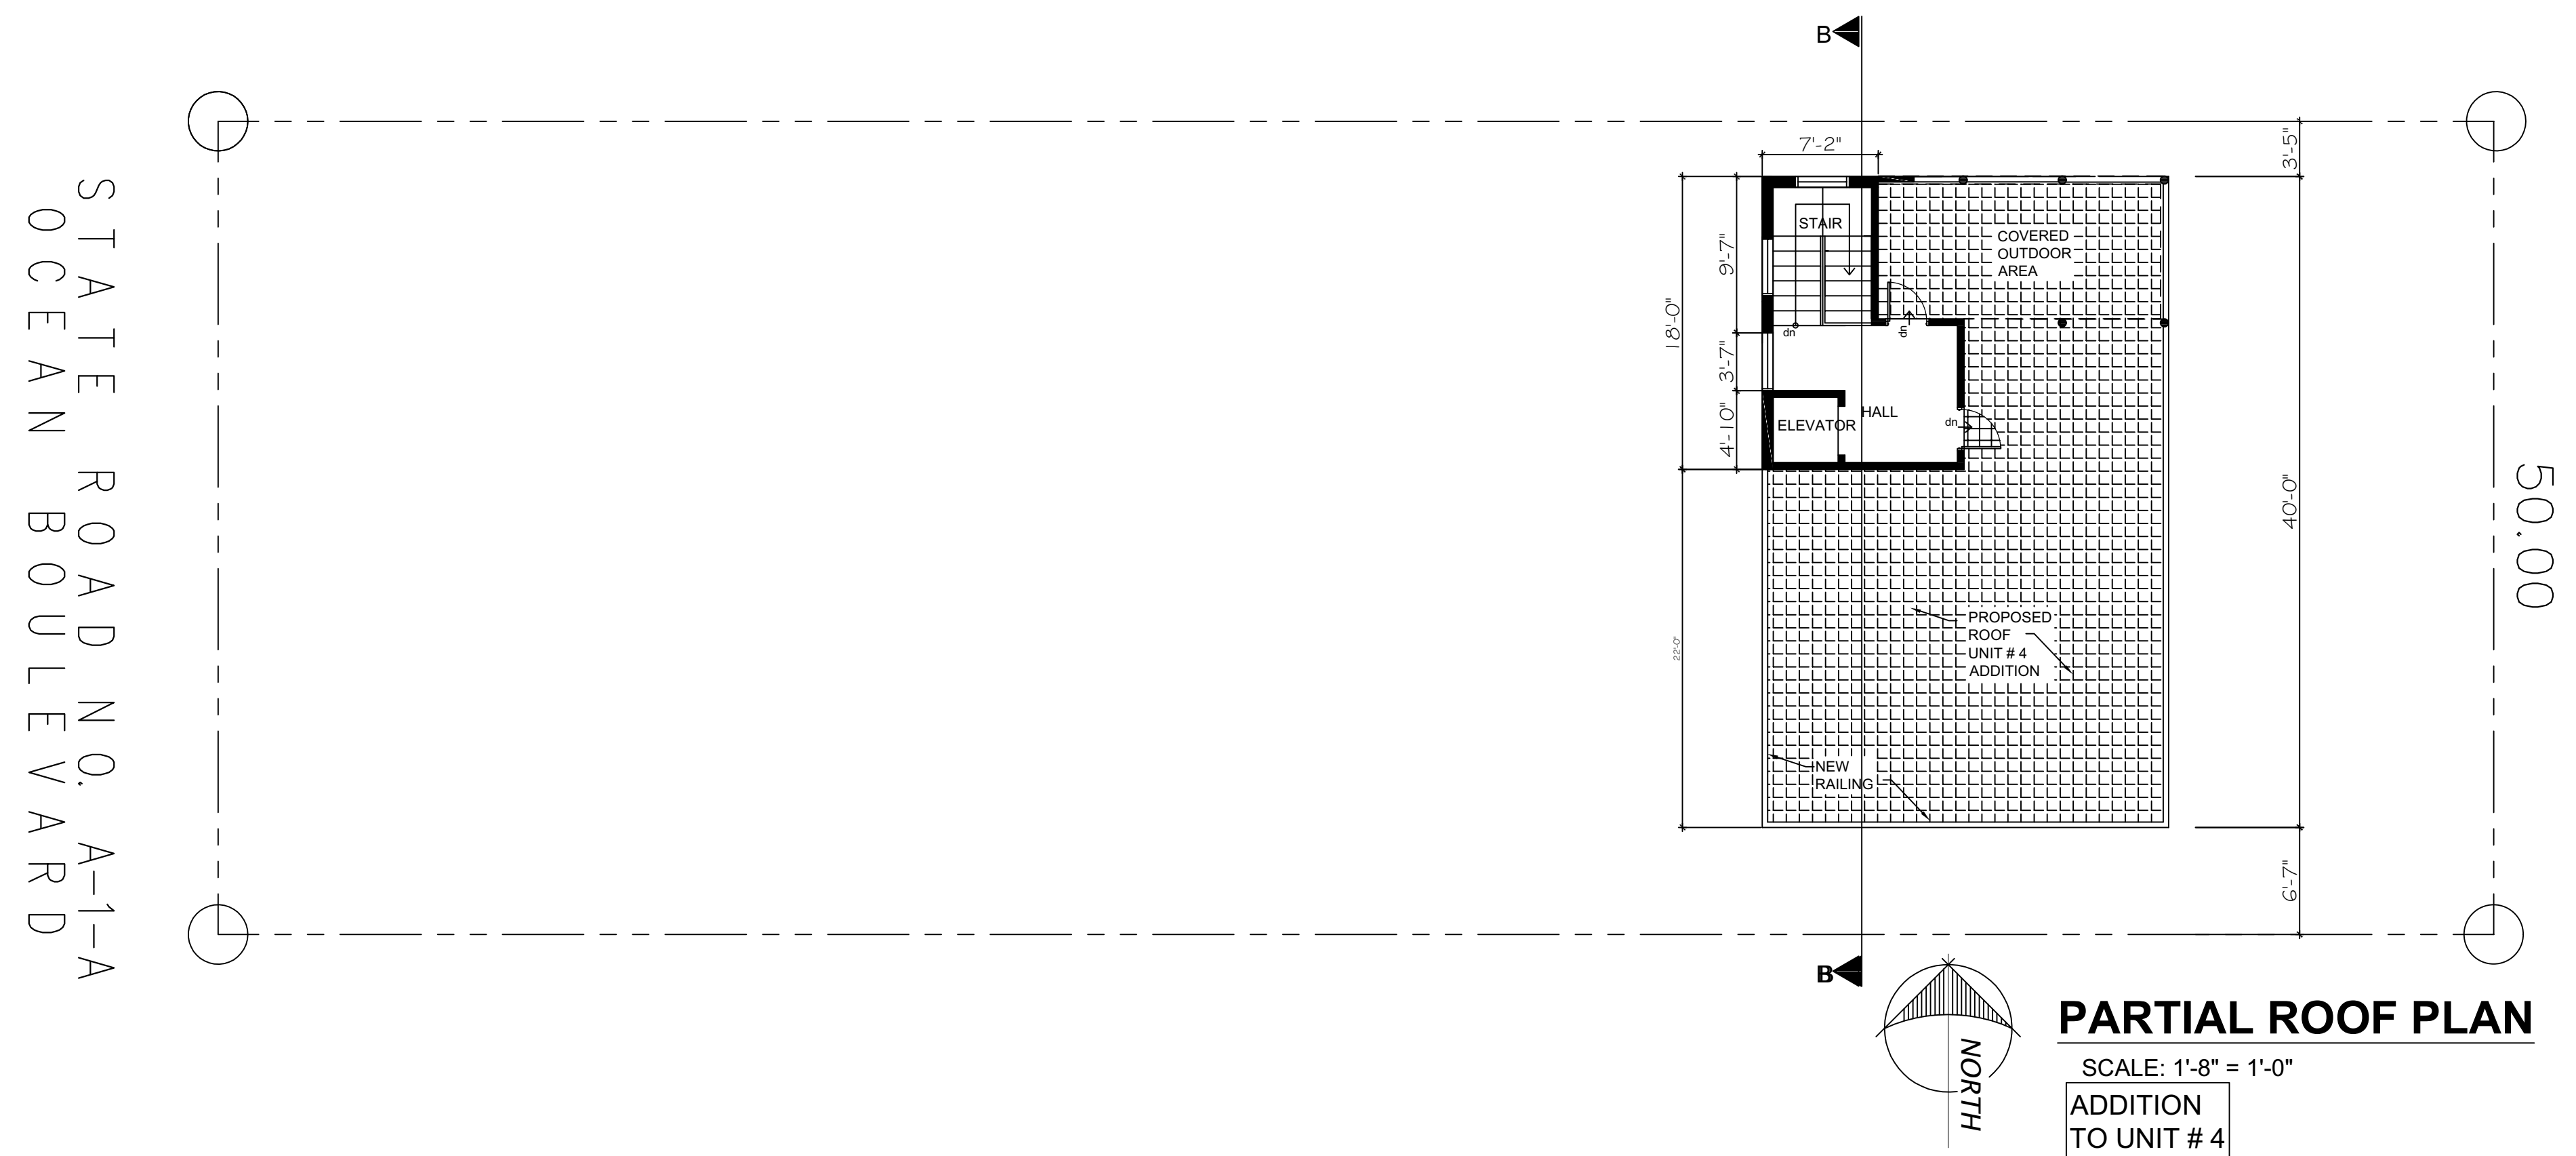 B
STATE ROAD NO. A-1-A
OCEAN BOULEVARD
7'-2"
3'-5"
STAIR
COVERED
OUTDOOR
AREA
9'-7"
18'-0"
dn
dn
3'-7"
HALL
ELEVATOR
dn
4'-10"
40'-0"
50.00
PROPOSED
ROOF
UNIT # 4
ADDITION
22'-0"
NEW
RAILING
6'-7"
B
NORTH
PARTIAL ROOF PLAN
SCALE: 1'-8" = 1'-0"
ADDITION
TO UNIT # 4